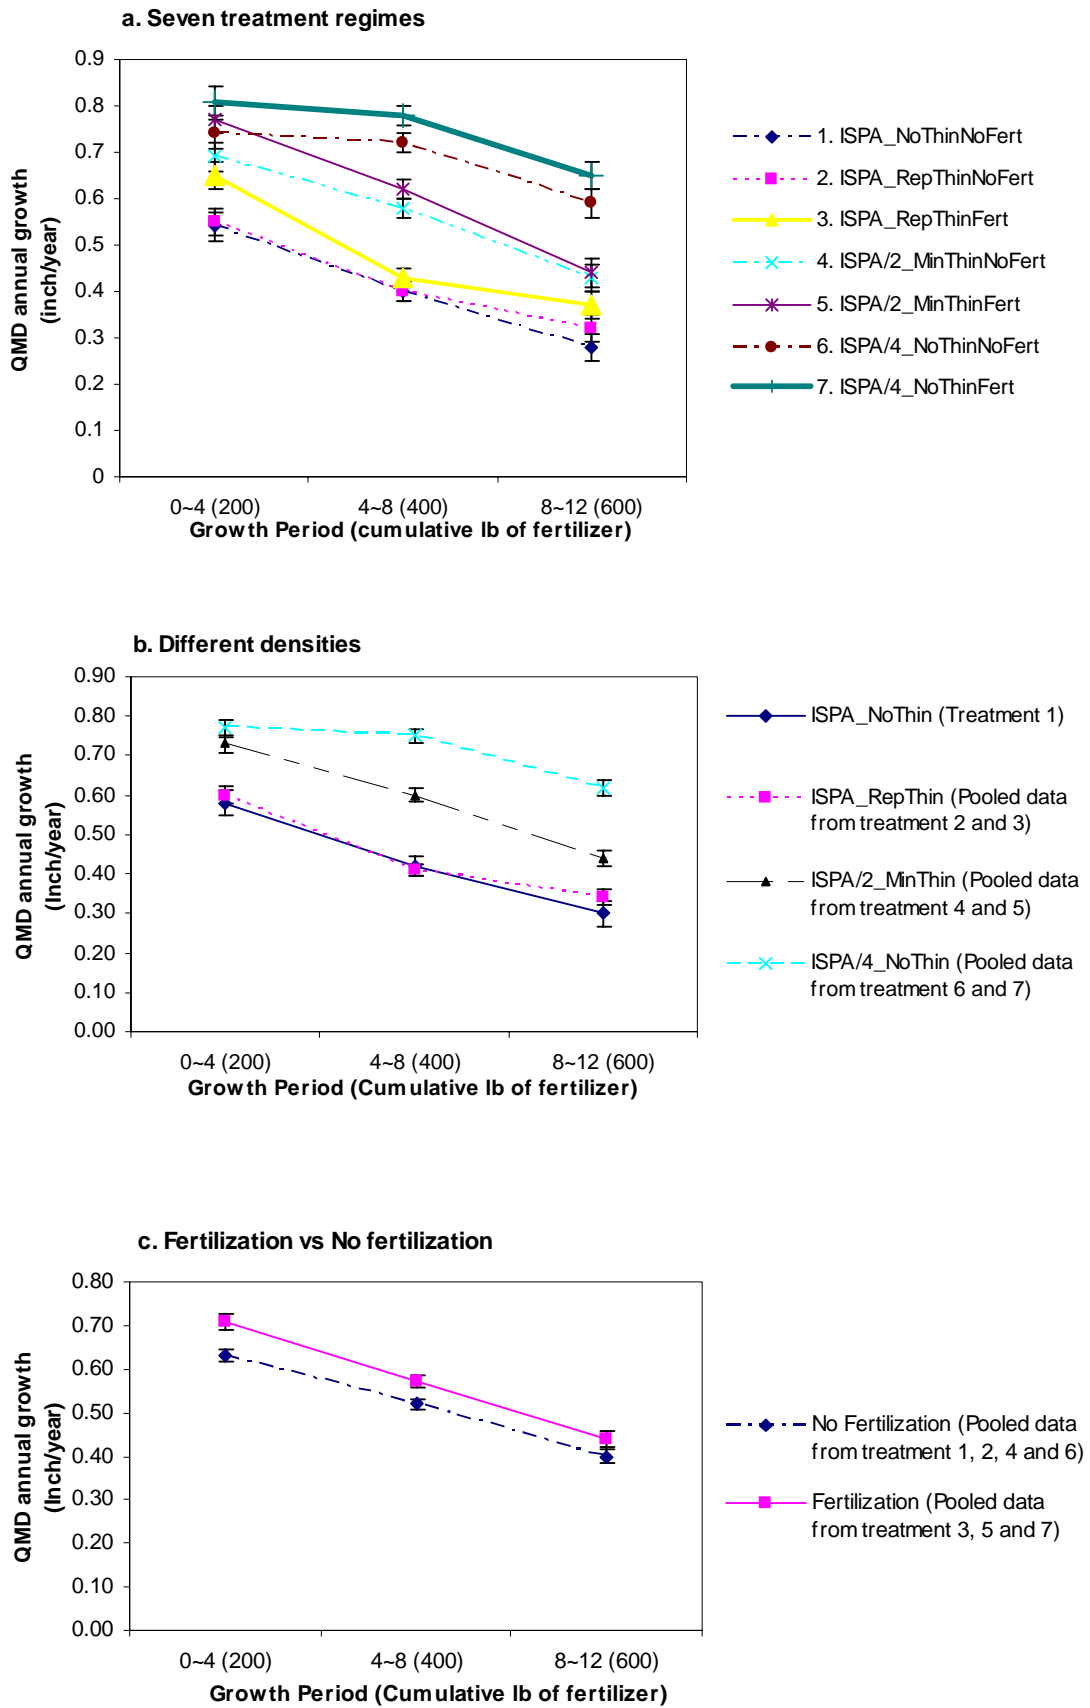 a. Seven treatment regimes
0.9
0.8
0.7
0.6
0.5
0.4
0.3
0.2
0.1
0
QMD annual growth
(inch/year)
0~4 (200)
4~8 (400)
8~12 (600)
Growth Period (cumulative lb of fertilizer)
1. ISPA_NoThinNoFert
2. ISPA_RepThinNoFert
3. ISPA_RepThinFert
4. ISPA/2_MinThinNoFert
5. ISPA/2_MinThinFert
6. ISPA/4_NoThinNoFert
7. ISPA/4_NoThinFert
b. Different densities
0.90
0.80
0.70
0.60
0.50
0.40
0.30
0.20
0.10
0.00
QMD annual growth
(Inch/year)
0~4 (200)
4~8 (400)
8~12 (600)
Growth Period (Cumulative lb of fertilizer)
ISPA_NoThin (Treatment 1)
ISPA_RepThin (Pooled data
from treatment 2 and 3)
ISPA/2_MinThin (Pooled data
from treatment 4 and 5)
ISPA/4_NoThin (Pooled data
from treatment 6 and 7)
c. Fertilization vs No fertilization
0.80
0.70
0.60
0.50
0.40
0.30
0.20
0.10
0.00
QMD annual growth
(Inch/year)
0~4 (200)
4~8 (400)
8~12 (600)
Growth Period (Cumulative lb of fertilizer)
No Fertilization (Pooled data
from treatment 1, 2, 4 and 6)
Fertilization (Pooled data
from treatment 3, 5 and 7)